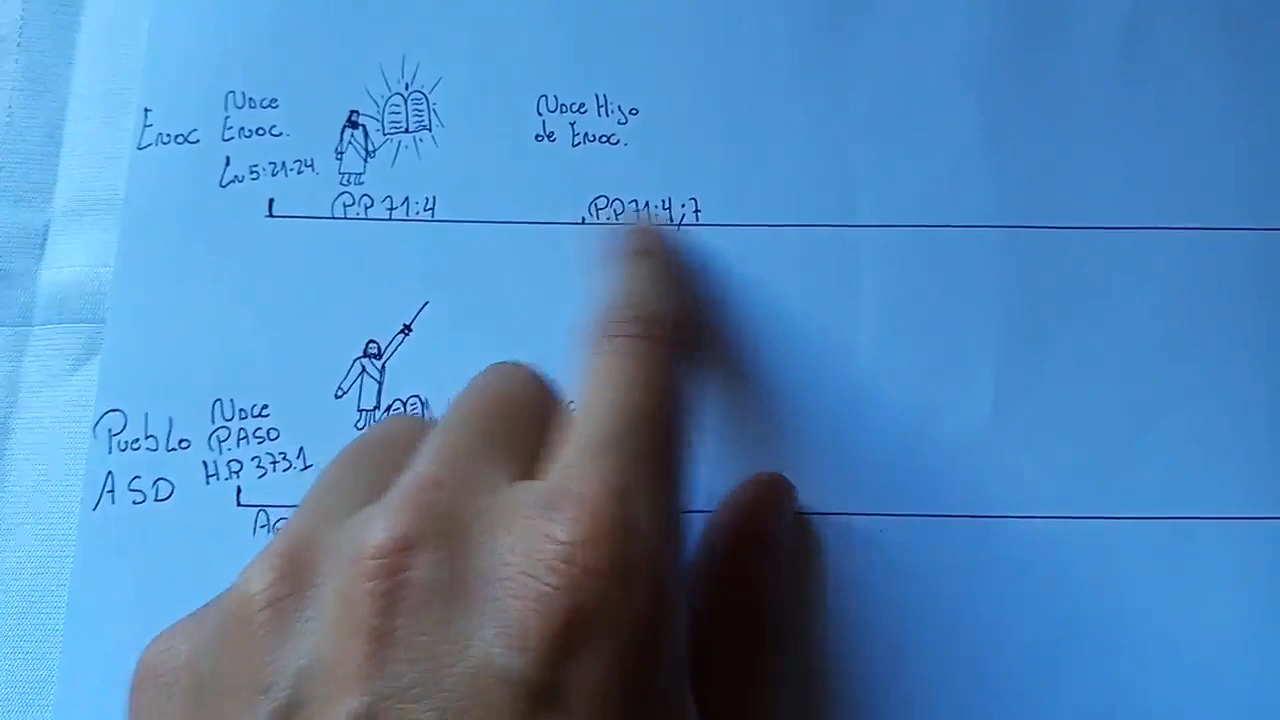 Enoc
Nace
Enoc.
Ln 5:21-24.
P.P 71:4
Nace Hijo
de Enoc.
P.P 71:4;7
Pueblo
ASD
Nace
P.ASD
H.R 373.1